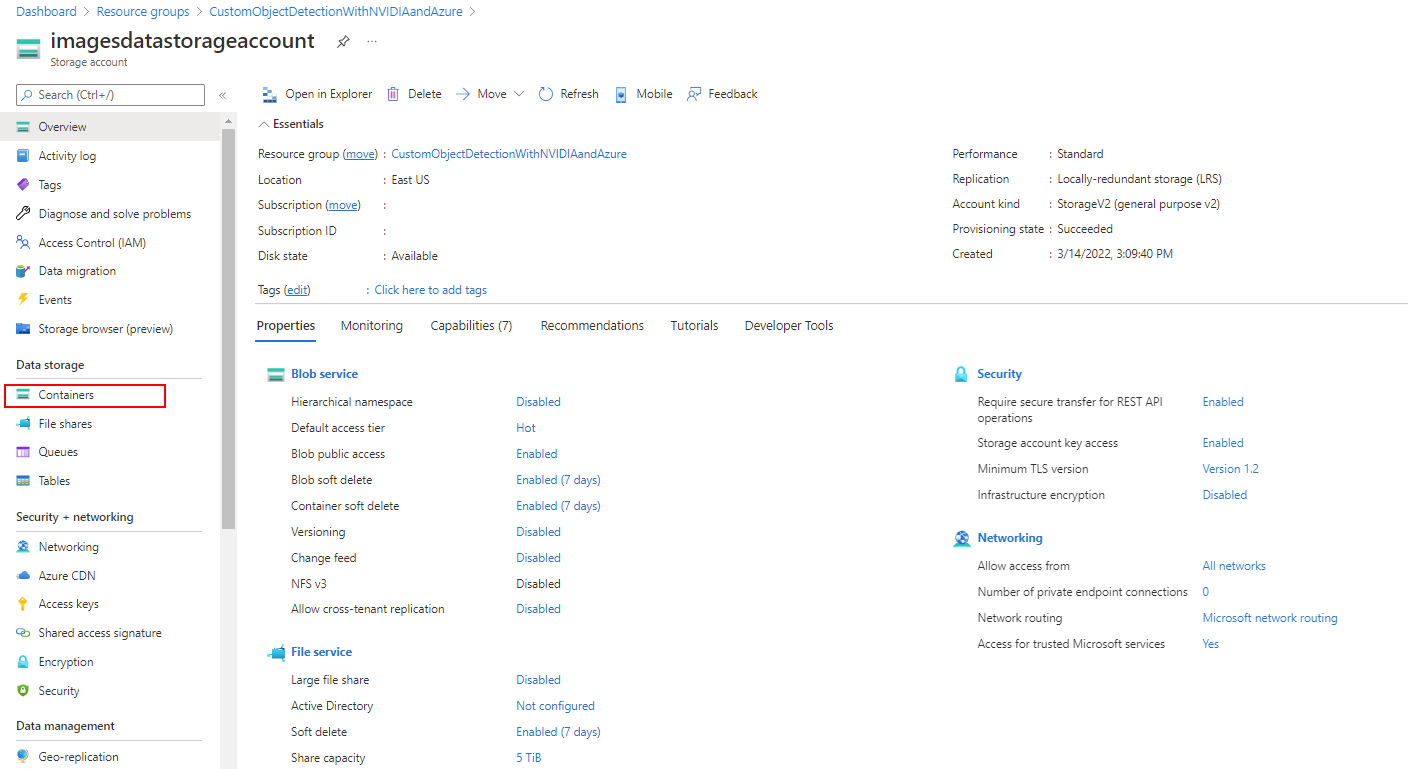 Dashboard > Resource groups > CustomObjectDetectionWithNVIDIAandAzure >
imagesdatastorageaccount ...
Storage account
Search (Ctrl+/) «
Overview
Activity log
Tags
Diagnose and solve problems
Access Control (IAM)
Data migration
Events
Storage browser (preview)
Data storage
Containers
File shares
Queues
Tables
Security + networking
Networking
Azure CDN
Access keys
Shared access signature
Encryption
Security
Data management
Geo-replication
Open in Explorer Delete Move Refresh Mobile Feedback
Essentials
Resource group (move) : CustomObjectDetectionWithNVIDIAandAzure
Location : East US
Subscription (move) :
Subscription ID :
Disk state : Available
Performance : Standard
Replication : Locally-redundant storage (LRS)
Account kind : StorageV2 (general purpose v2)
Provisioning state : Succeeded
Created : 3/14/2022, 3:09:40 PM
Tags (edit) : Click here to add tags
Properties Monitoring Capabilities (7) Recommendations Tutorials Developer Tools
Blob service
Hierarchical namespace Disabled
Default access tier Hot
Blob public access Enabled
Blob soft delete Enabled (7 days)
Container soft delete Enabled (7 days)
Versioning Disabled
Change feed Disabled
NFS v3 Disabled
Allow cross-tenant replication Disabled
File service
Large file share Disabled
Active Directory Not configured
Soft delete Enabled (7 days)
Share capacity 5 TiB
Security
Require secure transfer for REST API Enabled
operations
Storage account key access Enabled
Minimum TLS version Version 1.2
Infrastructure encryption Disabled
Networking
Allow access from All networks
Number of private endpoint connections 0
Network routing Microsoft network routing
Access for trusted Microsoft services Yes